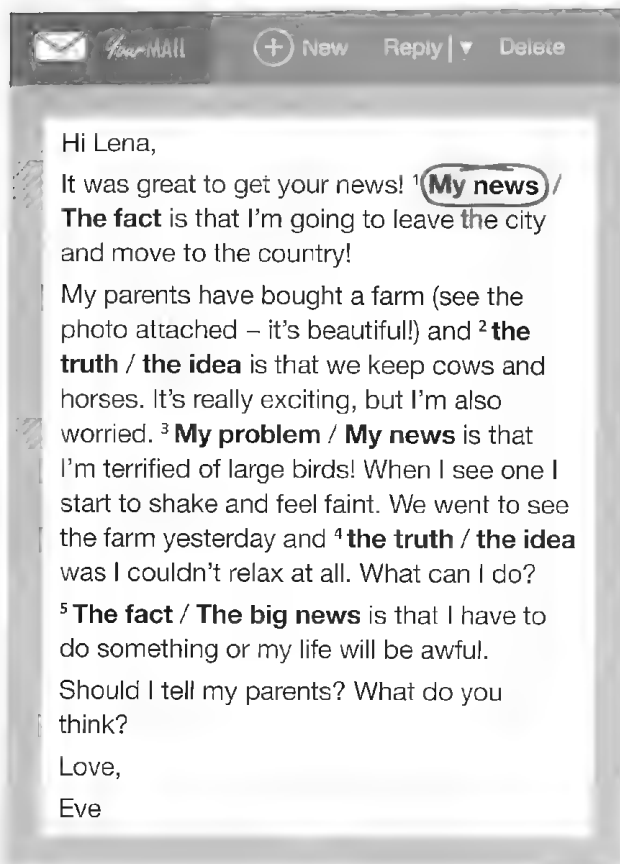 YourMAIL + New Reply | ▼ Delete
Hi Lena,
It was great to get your news! ¹ My news /
The fact is that I'm going to leave the city
and move to the country!
My parents have bought a farm (see the
photo attached – it's beautiful!) and ² the
truth / the idea is that we keep cows and
horses. It's really exciting, but I'm also
worried. ³ My problem / My news is that
I'm terrified of large birds! When I see one I
start to shake and feel faint. We went to see
the farm yesterday and ⁴ the truth / the idea
was I couldn't relax at all. What can I do?
⁵ The fact / The big news is that I have to
do something or my life will be awful.
Should I tell my parents? What do you
think?
Love,
Eve